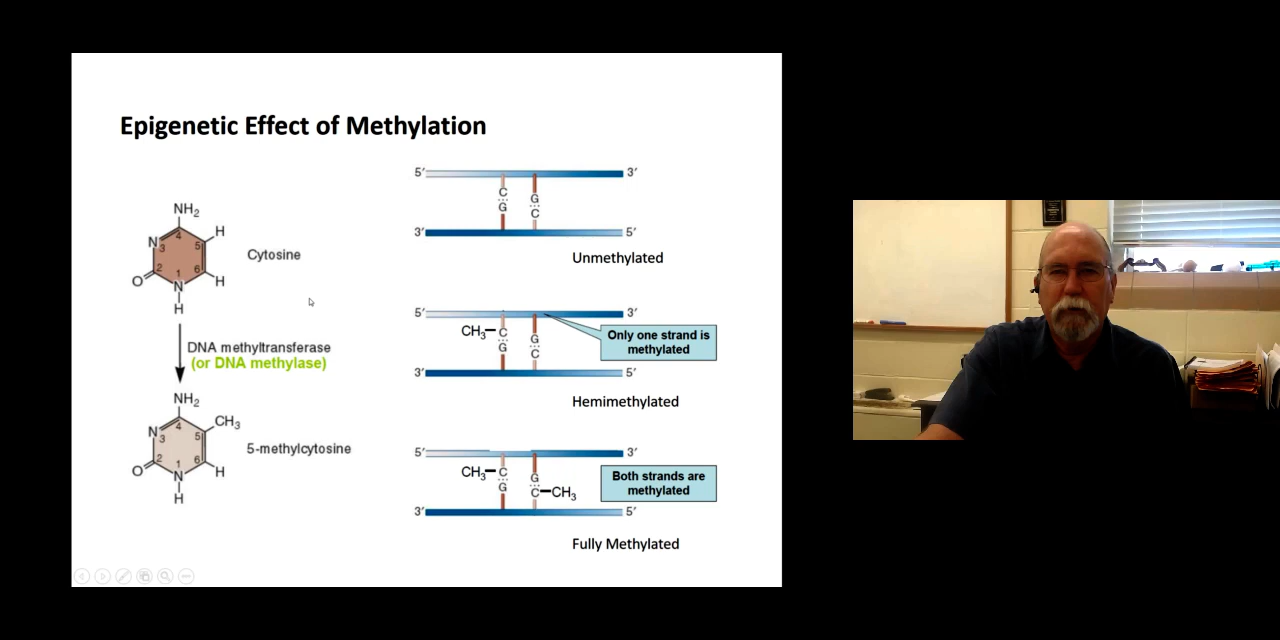 Epigenetic Effect of Methylation
NH2
N
3
4
5
H
2
1
6
O
N
H
H
Cytosine
DNA methyltransferase
(or DNA methylase)
NH2
N
3
4
5
CH3
2
1
6
O
N
H
H
5-methylcytosine
5′ 3′
C G
G C
3′ 5′
Unmethylated
5′ 3′
CH3 C G
G C
3′ 5′
Only one strand is
methylated
Hemimethylated
5′ 3′
CH3 C G
G C CH3
3′ 5′
Both strands are
methylated
Fully Methylated